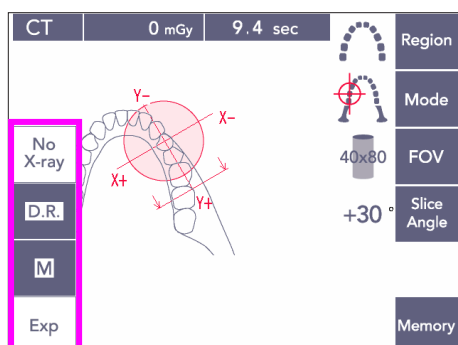 CT 0 mGy 9.4 sec
Region
Y-
X-
Mode
No
X-ray
40x80
FOV
X+
D.R.
Y+
+30°
Slice
Angle
M
Exp
Memory